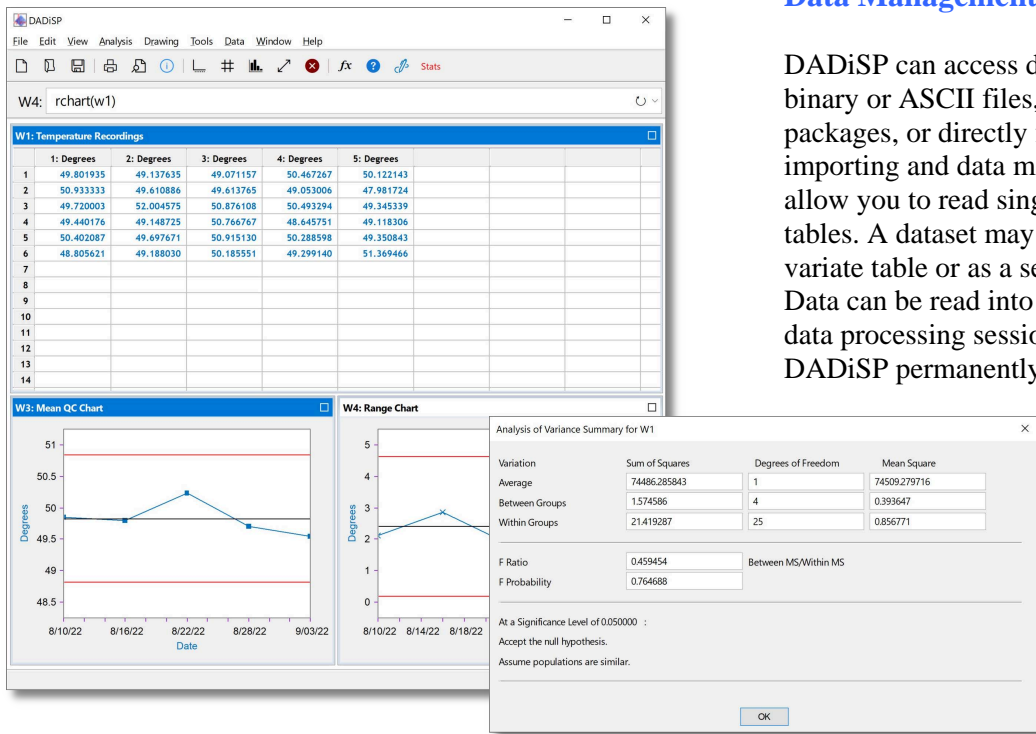 DADiSP
File Edit View Analysis Drawing Tools Data Window Help
fx Stats
W4: rchart(w1)
W1: Temperature Recordings
1: Degrees 2: Degrees 3: Degrees 4: Degrees 5: Degrees
1 49.801935 49.137635 49.071157 50.467267 50.122143
2 50.933333 49.610886 49.613765 49.053006 47.981724
3 49.720003 52.004575 50.876108 50.493294 49.345339
4 49.440176 49.148725 50.766767 48.645751 49.118306
5 50.402087 49.697671 50.915130 50.288598 49.350843
6 48.805621 49.188030 50.185551 49.299140 51.369466
7
8
9
10
11
12
13
14
W3: Mean QC Chart
51
50.5
50
49.5
49
48.5
Degrees
8/10/22 8/16/22 8/22/22 8/28/22 9/03/22
Date
W4: Range Chart
5
4
3
2
1
0
Degrees
8/10/22 8/14/22 8/18/22
Analysis of Variance Summary for W1
Variation Sum of Squares Degrees of Freedom Mean Square
Average 74486.285843 1 74509.279716
Between Groups 1.574586 4 0.393647
Within Groups 21.419287 25 0.856771
F Ratio 0.459454 Between MS/Within MS
F Probability 0.764688
At a Significance Level of 0.050000 :
Accept the null hypothesis.
Assume populations are similar.
OK
Data Management
DADiSP can access
binary or ASCII files,
packages, or directly
importing and data
allow you to read
tables. A dataset may
variate table or as a
Data can be read into
data processing
DADiSP permanently